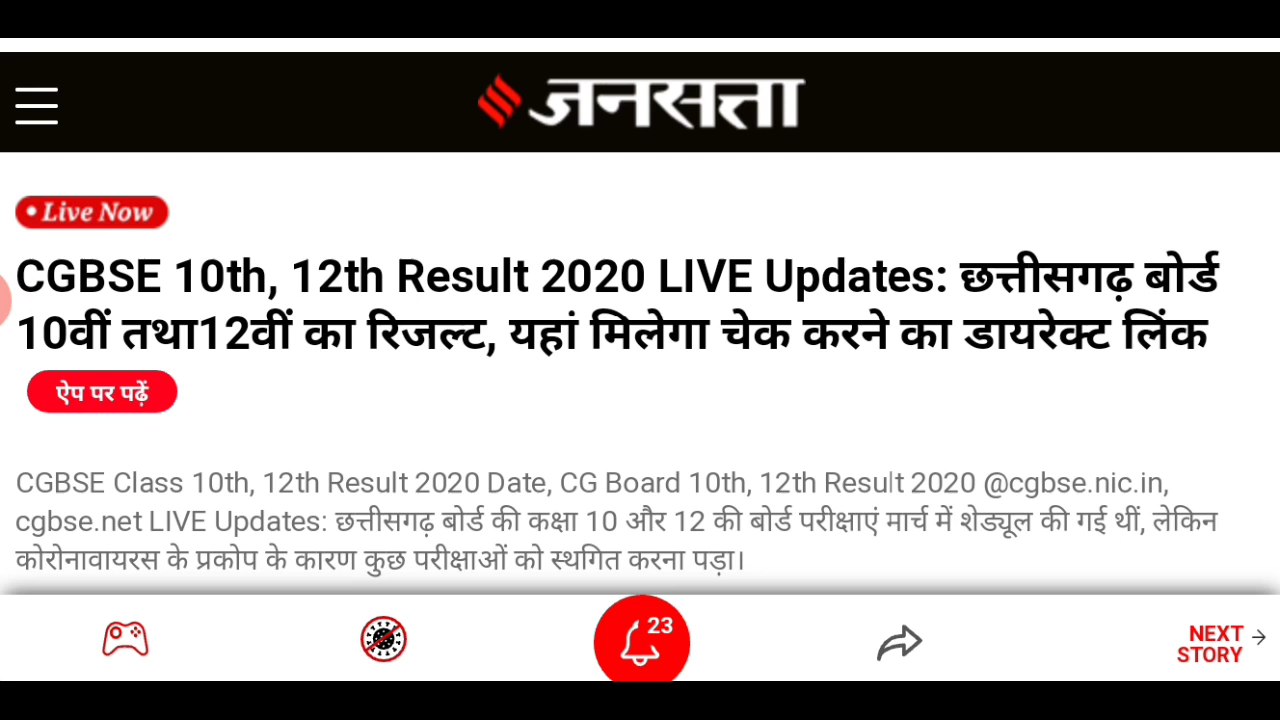 जनसत्ता
• Live Now
CGBSE 10th, 12th Result 2020 LIVE Updates: छत्तीसगढ़ बोर्ड
10वीं तथा12वीं का रिजल्ट, यहां मिलेगा चेक करने का डायरेक्ट लिंक
ऐप पर पढ़ें
CGBSE Class 10th, 12th Result 2020 Date, CG Board 10th, 12th Result 2020 @cgbse.nic.in,
cgbse.net LIVE Updates: छत्तीसगढ़ बोर्ड की कक्षा 10 और 12 की बोर्ड परीक्षाएं मार्च में शेड्यूल की गई थीं, लेकिन
कोरोनावायरस के प्रकोप के कारण कुछ परीक्षाओं को स्थगित करना पड़ा।
23
NEXT
STORY